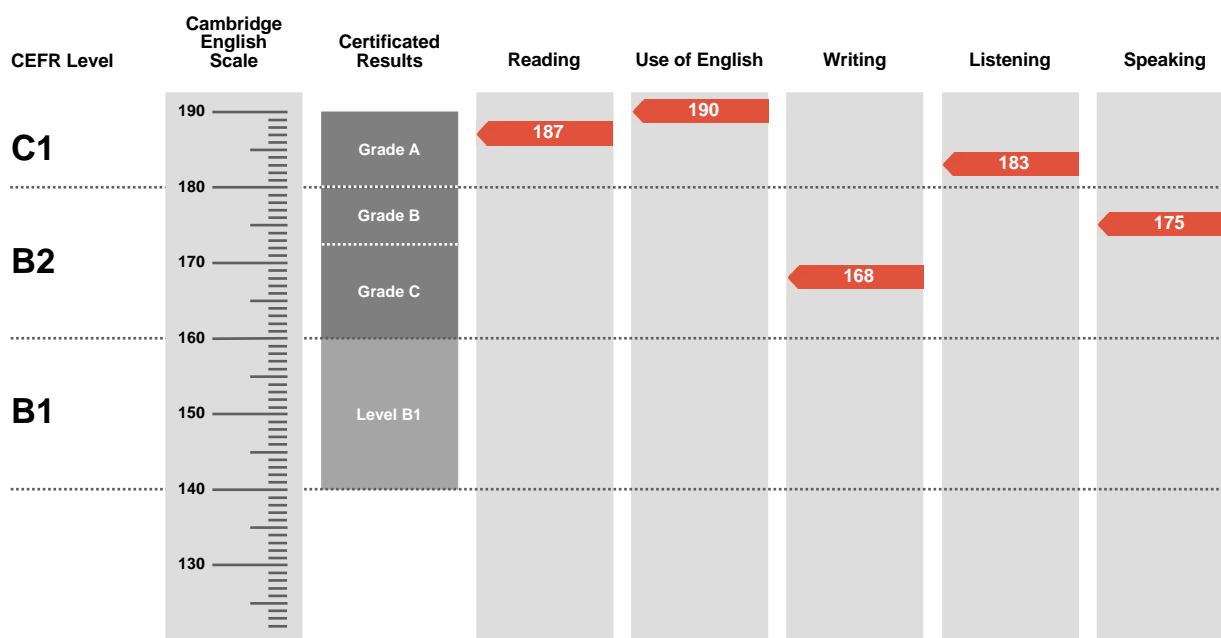 CEFR Level
Cambridge
English
Scale
Certificated
Results
Reading
Use of English
Writing
Listening
Speaking
190
190
187
C1
Grade A
183
180
Grade B
175
B2
170
168
Grade C
160
B1
150
Level B1
140
130